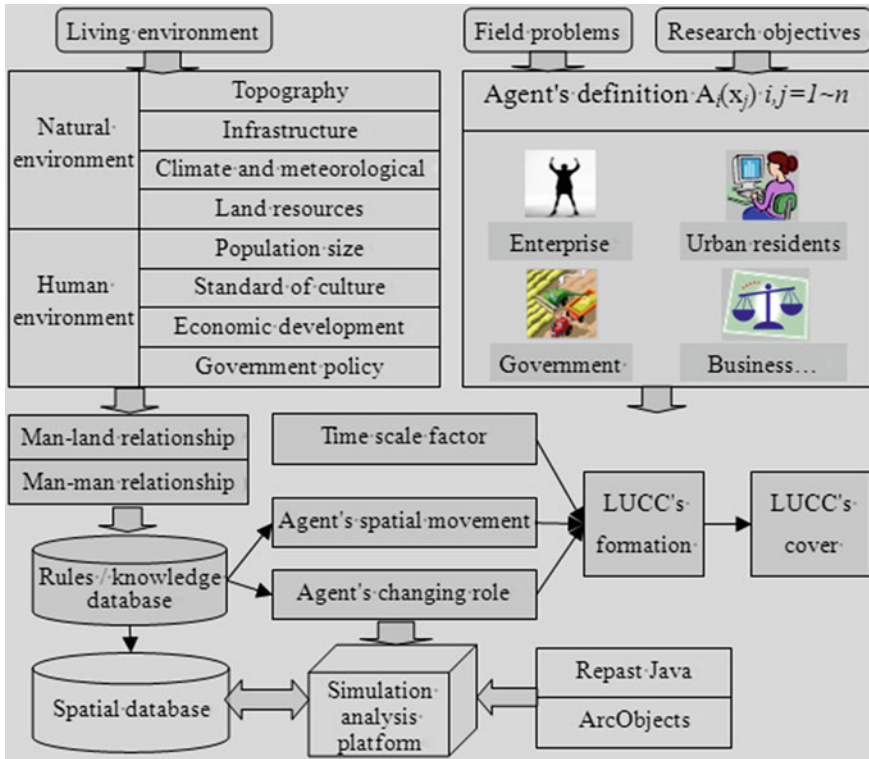 Living environment
Field problems
Research objectives
Natural environment
Topography
Infrastructure
Climate and meteorological
Land resources
Human environment
Population size
Standard of culture
Economic development
Government policy
Agent's definition Ai(xj) i,j=1~n
Enterprise
Urban residents
Government
Business…
Man-land relationship
Man-man relationship
Time scale factor
Agent's spatial movement
Agent's changing role
LUCC's
formation
LUCC's
cover
Rules / knowledge
database
Spatial database
Simulation
analysis
platform
Repast Java
ArcObjects